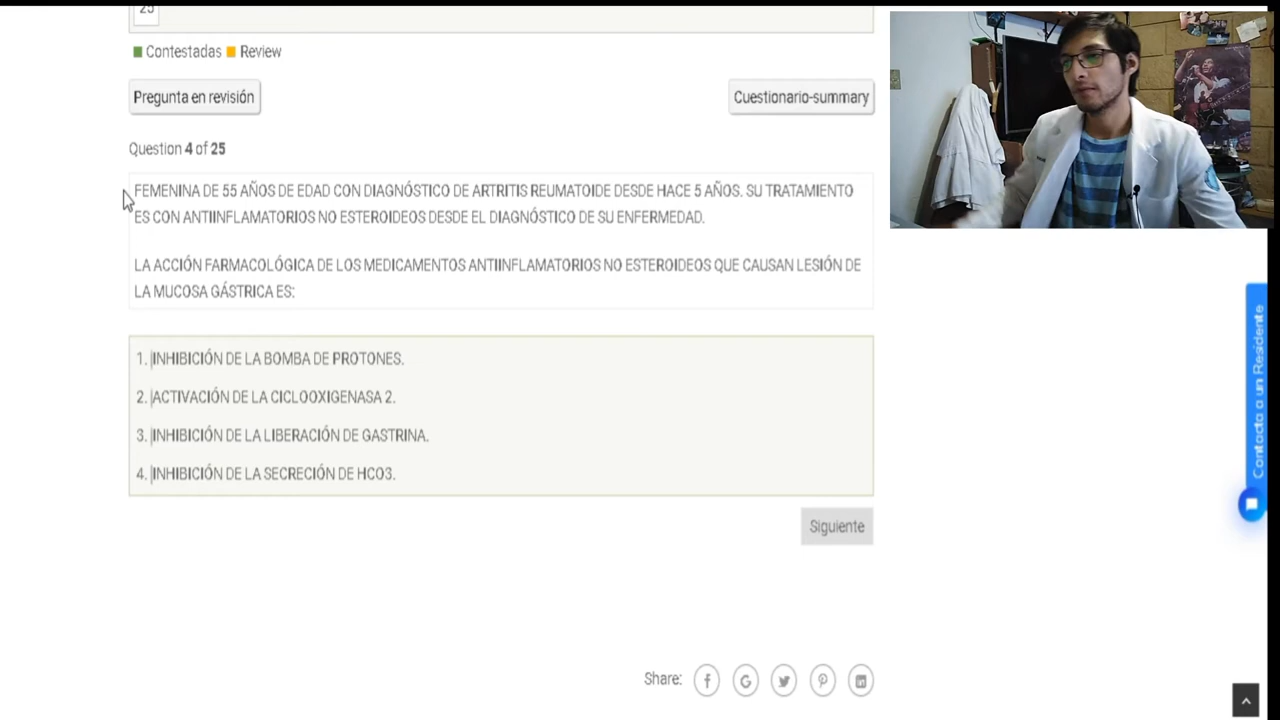 25
Contestadas Review
Pregunta en revisión
Cuestionario-summary
Question 4 of 25
FEMENINA DE 55 AÑOS DE EDAD CON DIAGNÓSTICO DE ARTRITIS REUMATOIDE DESDE HACE 5 AÑOS. SU TRATAMIENTO
ES CON ANTIINFLAMATORIOS NO ESTEROIDEOS DESDE EL DIAGNÓSTICO DE SU ENFERMEDAD.
LA ACCIÓN FARMACOLÓGICA DE LOS MEDICAMENTOS ANTIINFLAMATORIOS NO ESTEROIDEOS QUE CAUSAN LESIÓN DE
LA MUCOSA GÁSTRICA ES:
1. INHIBICIÓN DE LA BOMBA DE PROTONES.
2. ACTIVACIÓN DE LA CICLOOXIGENASA 2.
3. INHIBICIÓN DE LA LIBERACIÓN DE GASTRINA.
4. INHIBICIÓN DE LA SECRECIÓN DE HCO3.
Siguiente
Share:
Contacta a un Residente